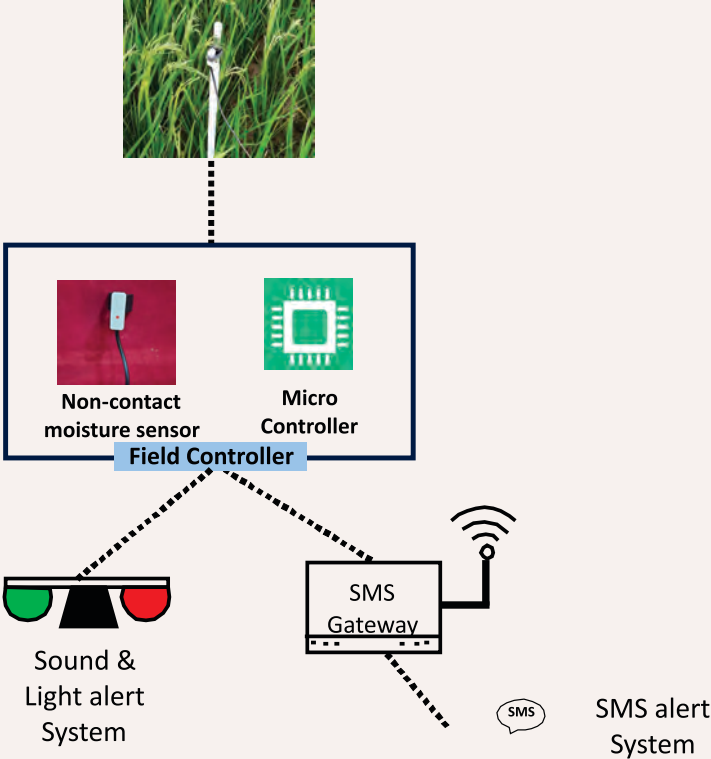 Non-contact
moisture sensor
Micro
Controller
Field Controller
SMS
Gateway
Sound &
Light alert
System
SMS
SMS alert
System